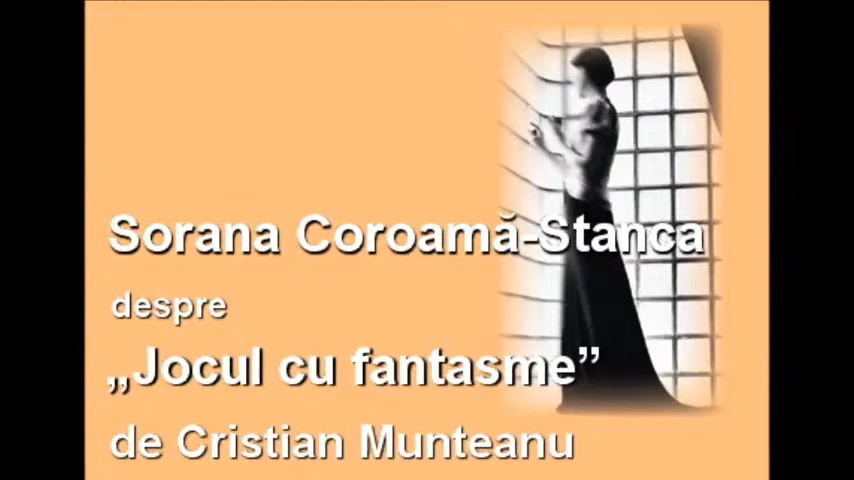 Sorana Coroamă-Stanca
despre
„Jocul cu fantasme”
de Cristian Munteanu